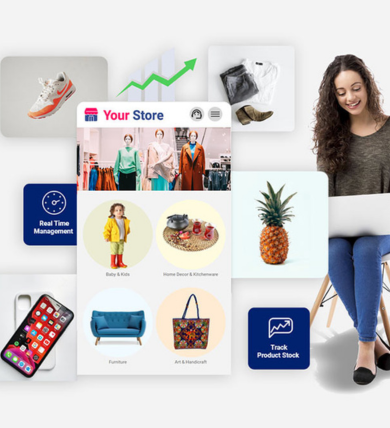 Your Store
Real Time
Management
Baby & Kids
Home Decor & Kitchenware
Furniture
Art & Handicraft
Track
Product Stock